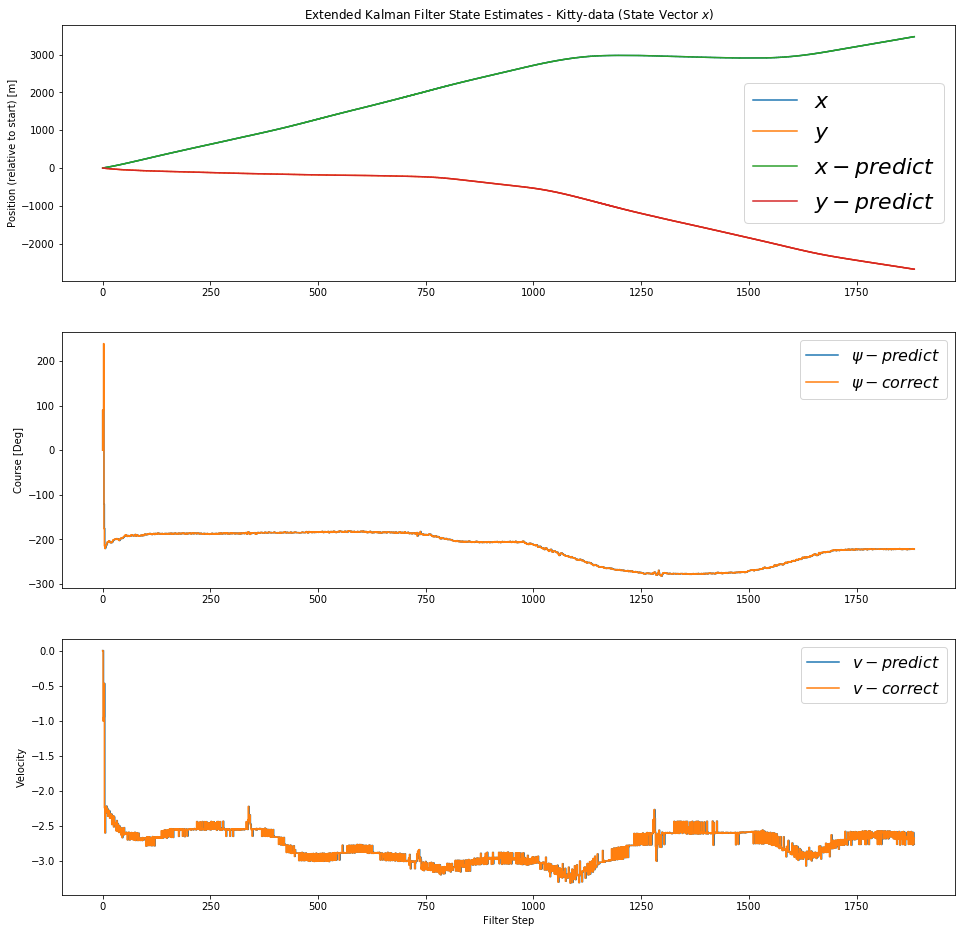 Extended Kalman Filter State Estimates - Kitty-data (State Vector x)
Position (relative to start) [m]
3000
2000
1000
0
−1000
−2000
x
y
x − predict
y − predict
0 250 500 750 1000 1250 1500 1750
Course [Deg]
200
100
0
−100
−200
−300
ψ − predict
ψ − correct
0 250 500 750 1000 1250 1500 1750
Velocity
0.0
−0.5
−1.0
−1.5
−2.0
−2.5
−3.0
v − predict
v − correct
0 250 500 750 1000 1250 1500 1750
Filter Step